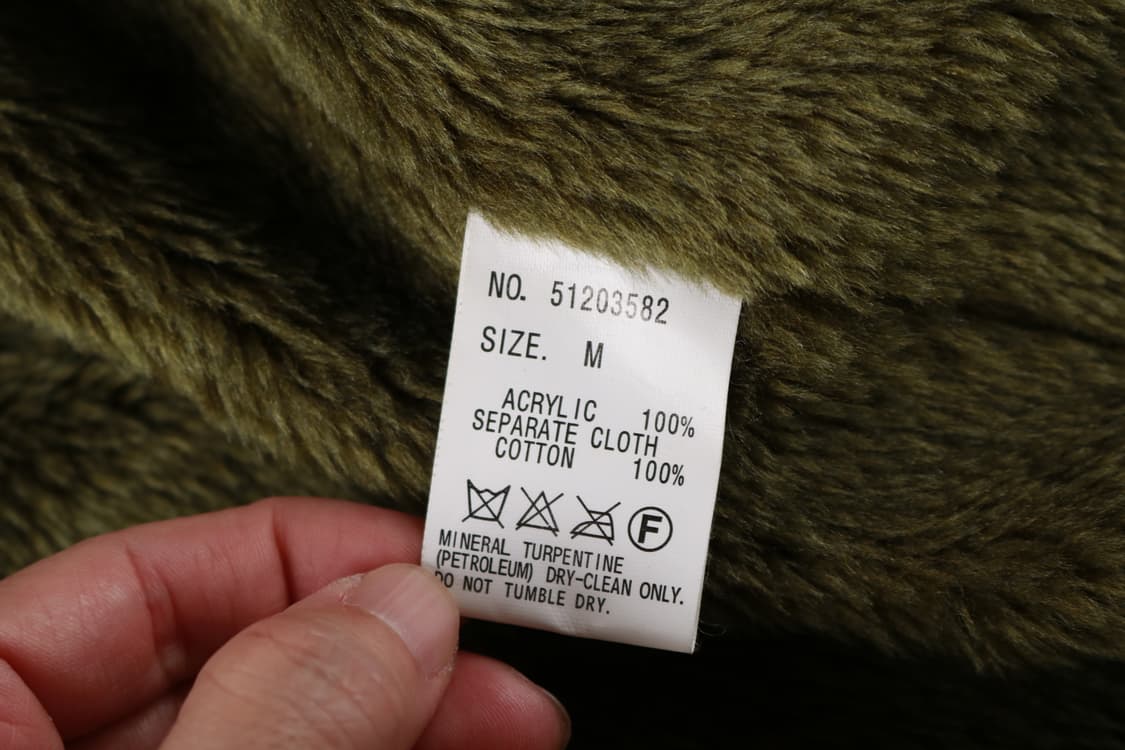 NO. 51203582
SIZE. M
ACRYLIC 100%
SEPARATE CLOTH
COTTON 100%
F
MINERAL TURPENTINE
(PETROLEUM) DRY-CLEAN ONLY.
DO NOT TUMBLE DRY.